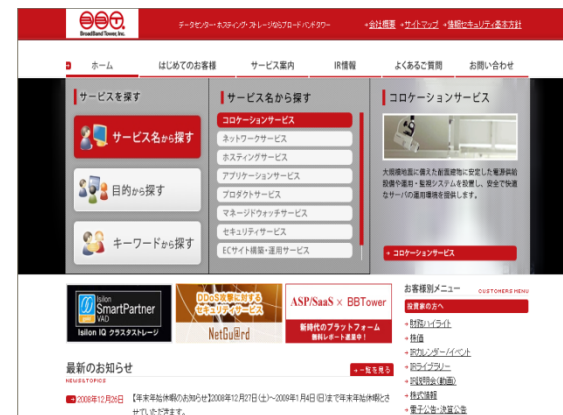 BBT.
BroadBand Tower, Inc.
データセンター・ホスティング・ストレージならブロードバンドタワー
会社概要 サイトマップ 情報セキュリティ基本方針
ホーム はじめてのお客様 サービス案内 IR情報 よくあるご質問 お問い合わせ
サービスを探す
サービス名から探す
目的から探す
キーワードから探す
サービス名から探す
コロケーションサービス
ネットワークサービス
ホスティングサービス
アプリケーションサービス
プロダクトサービス
マネージドウォッチサービス
セキュリティサービス
ECサイト構築・運用サービス
コロケーションサービス
大規模地震に備えた耐震建物に安定した電源供給
設備や運用・監視システムを設置し、安全で快適
なサーバの運用環境を提供します。
コロケーションサービス
Isilon
SmartPartner
VAD
Isilon IQ クラスタストレージ
DDoS攻撃に対する
セキュリティサービス
NetGu@rd
ASP/SaaS × BBTower
新時代のプラットフォーム
無料レポート進呈中!
お客様別メニュー CUSTOMERS MENU
投資家の方へ
財務ハイライト
株価
IRカレンダー/イベント
IRライブラリー
IR説明会(動画)
株式情報
電子公告・決算公告
最新のお知らせ
NEWS&TOPICS
一覧を見る
2008年12月26日 【年末年始休暇のお知らせ】2008年12月27日(土)~2009年1月4日(日)まで年末年始休暇とさ
せていただきます。